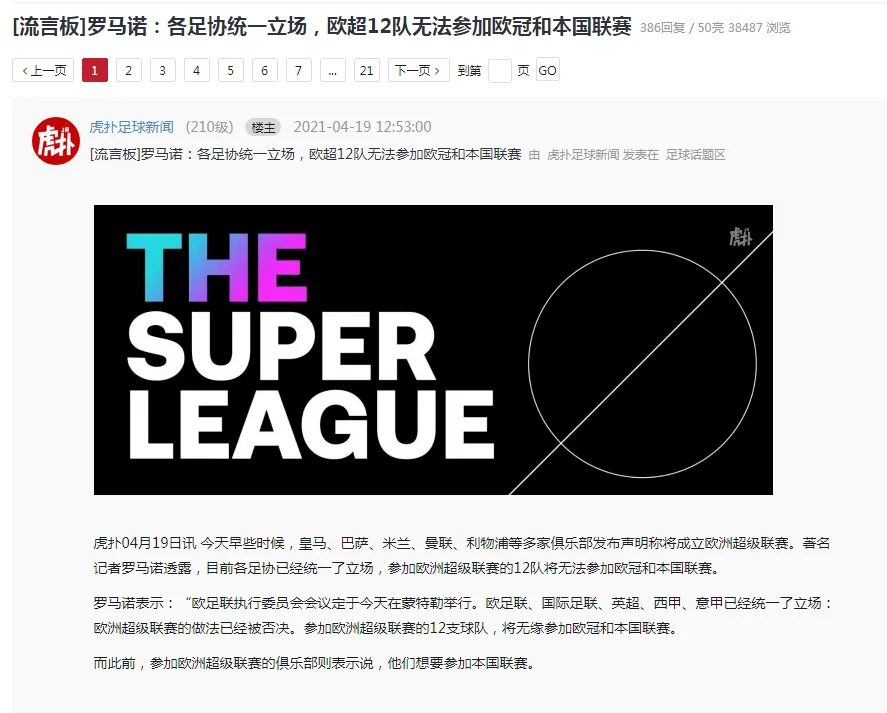 [流言板]罗马诺：各足协统一立场，欧超12队无法参加欧冠和本国联赛 386回复 / 50亮 38487 浏览
‹ 上一页 1 2 3 4 5 6 7 ... 21 下一页 › 到第 页 GO
虎扑
虎扑足球新闻 (210级) 楼主 2021-04-19 12:53:00
[流言板]罗马诺：各足协统一立场，欧超12队无法参加欧冠和本国联赛 由 虎扑足球新闻 发表在 足球话题区
虎扑
THE
SUPER
LEAGUE
虎扑04月19日讯 今天早些时候，皇马、巴萨、米兰、曼联、利物浦等多家俱乐部发布声明称将成立欧洲超级联赛。著名
记者罗马诺透露，目前各足协已经统一了立场，参加欧洲超级联赛的12队将无法参加欧冠和本国联赛。
罗马诺表示：“欧足联执行委员会会议定于今天在蒙特勒举行。欧足联、国际足联、英超、西甲、意甲已经统一了立场：
欧洲超级联赛的做法已经被否决。参加欧洲超级联赛的12支球队，将无缘参加欧冠和本国联赛。
而此前，参加欧洲超级联赛的俱乐部则表示说，他们想要参加本国联赛。